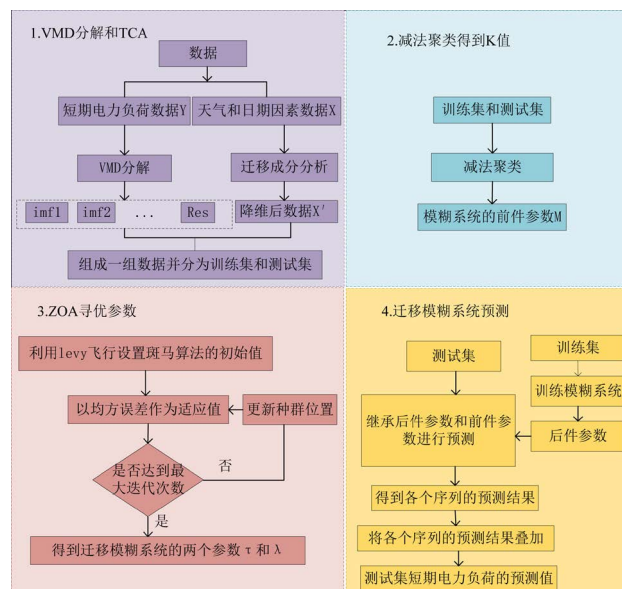 1.VMD分解和TCA
数据
短期电力负荷数据Y
天气和日期因素数据X
VMD分解
迁移成分分析
imf1
imf2
...
Res
降维后数据X'
组成一组数据并分为训练集和测试集
2.减法聚类得到K值
训练集和测试集
减法聚类
模糊系统的前件参数M
3.ZOA寻优参数
利用levy飞行设置斑马算法的初始值
以均方误差作为适应值
更新种群位置
是否达到最
大迭代次数
否
是
得到迁移模糊系统的两个参数τ和λ
4.迁移模糊系统预测
训练集
测试集
训练模糊系统
继承后件参数和前件参
数进行预测
后件参数
得到各个序列的预测结果
将各个序列的预测结果叠加
测试集短期电力负荷的预测值